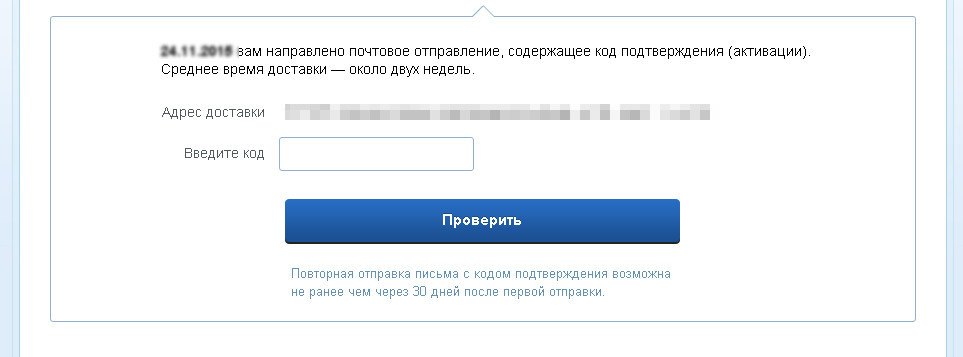 24.11.2015 вам направлено почтовое отправление, содержащее код подтверждения (активации).
Среднее время доставки — около двух недель.
Адрес доставки
Введите код
Проверить
Повторная отправка письма с кодом подтверждения возможна
не ранее чем через 30 дней после первой отправки.